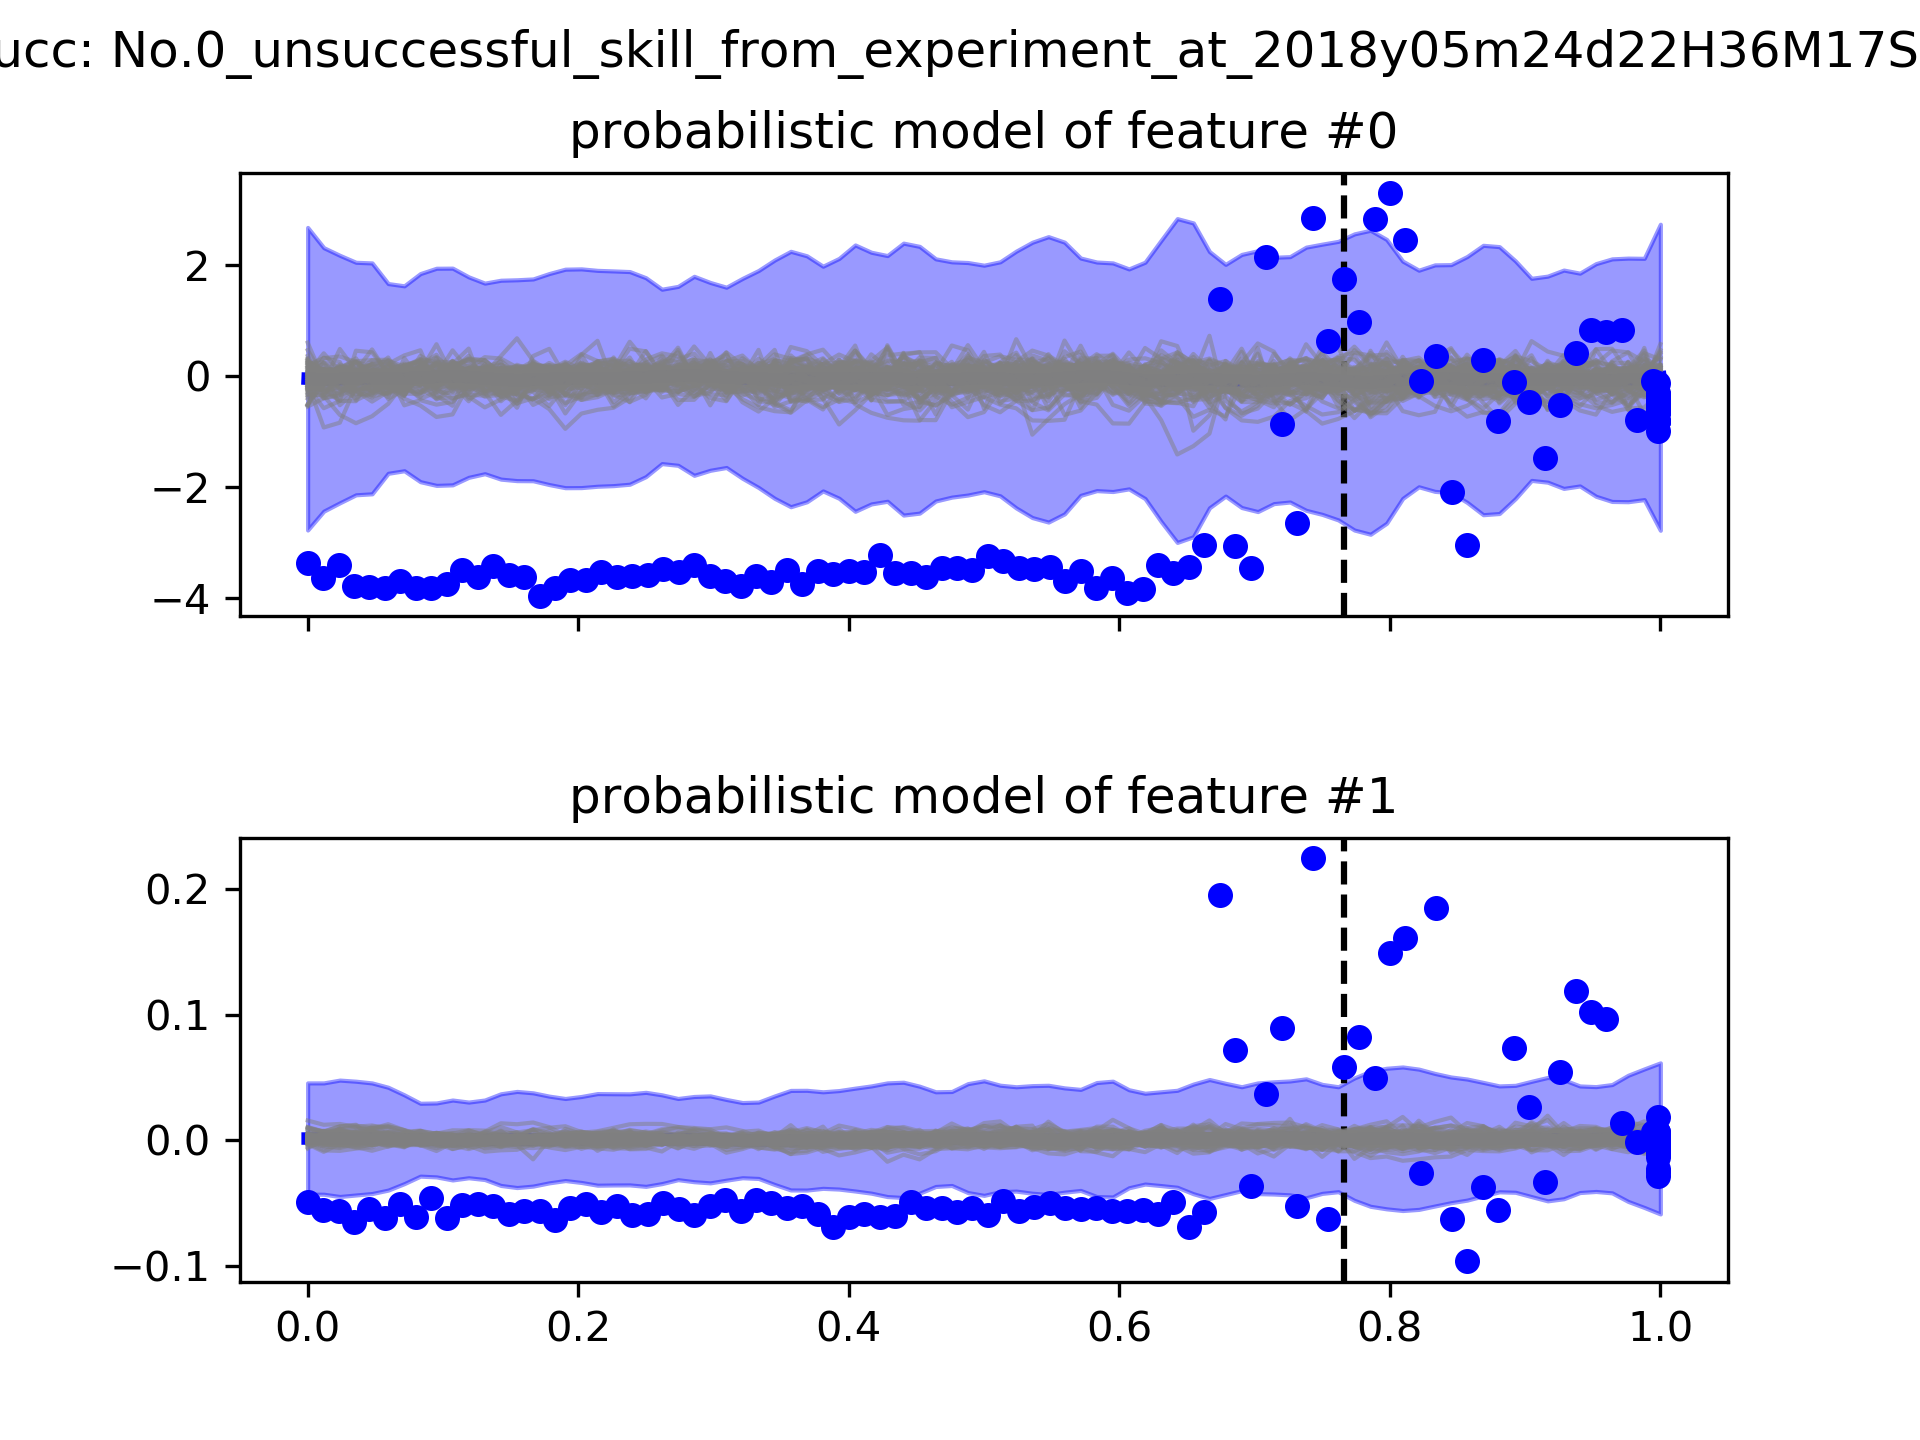 ucc: No.0_unsuccessful_skill_from_experiment_at_2018y05m24d22H36M17S
probabilistic model of feature #0
2
0
−2
−4
probabilistic model of feature #1
0.2
0.1
0.0
−0.1
0.0 0.2 0.4 0.6 0.8 1.0